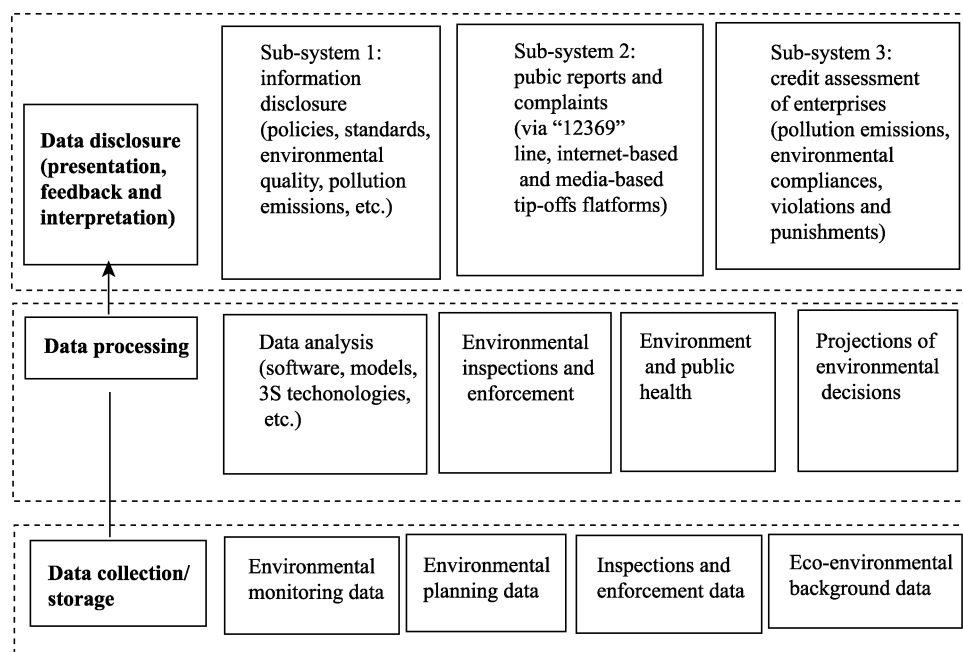 Data disclosure
(presentation,
feedback and
interpretation)
Sub-system 1:
information
disclosure
(policies, standards,
environmental
quality, pollution
emissions, etc.)
Sub-system 2:
pubic reports and
complaints
(via “12369”
line, internet-based
and media-based
tip-offs flatforms)
Sub-system 3:
credit assessment
of enterprises
(pollution emissions,
environmental
compliances,
violations and
punishments)
Data processing
Data analysis
(software, models,
3S techonologies,
etc.)
Environmental
inspections and
enforcement
Environment
and public
health
Projections of
environmental
decisions
Data collection/
storage
Environmental
monitoring data
Environmental
planning data
Inspections and
enforcement data
Eco-environmental
background data